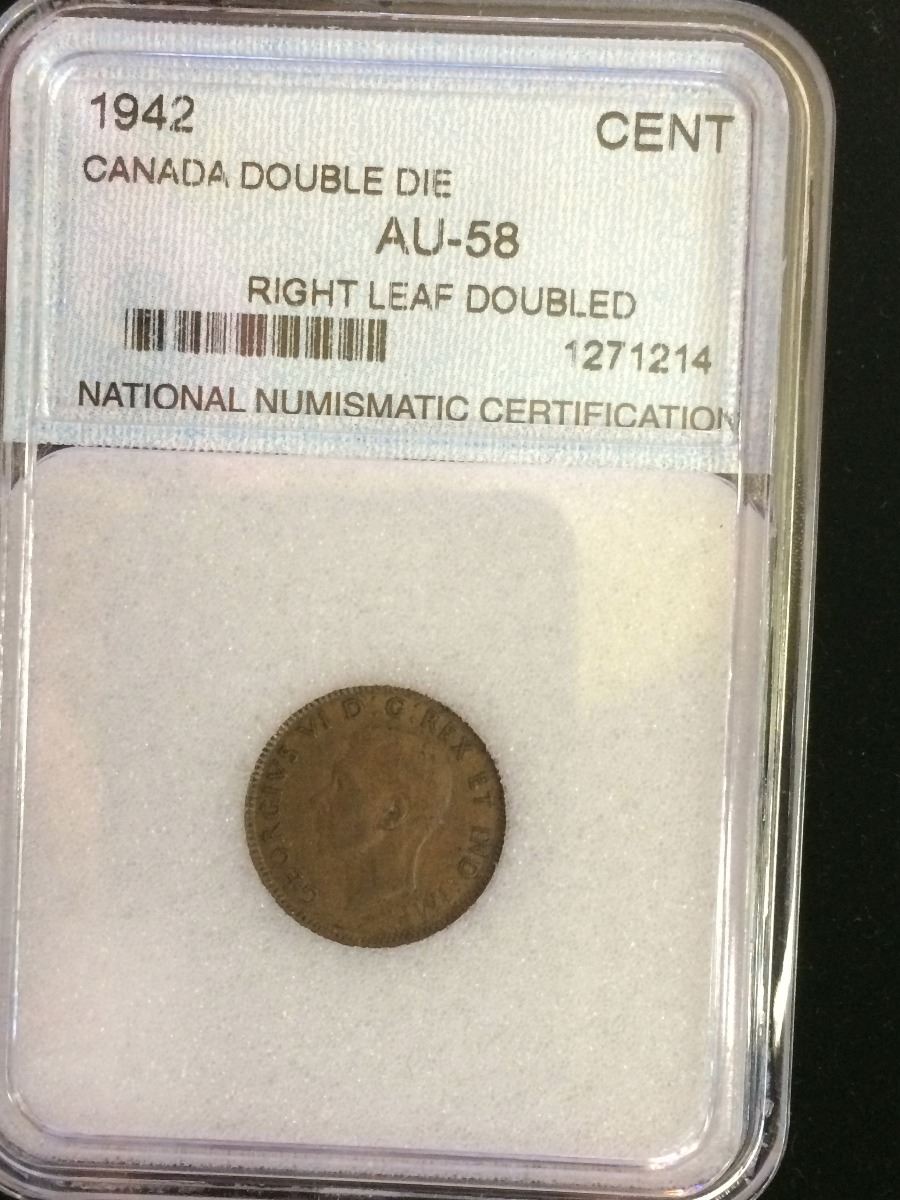 1942 CENT
CANADA DOUBLE DIE
AU-58
RIGHT LEAF DOUBLED
1271214
NATIONAL NUMISMATIC CERTIFICATION
GEORGIVS VI D:G:REX ET IND:IMP